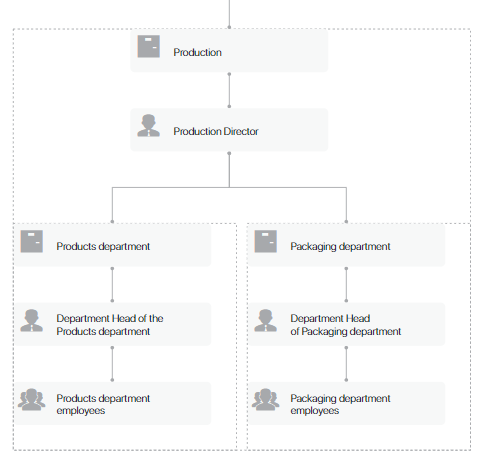 Production
Production Director
Products department
Packaging department
Department Head of the
Products department
Department Head
of Packaging department
Products department
employees
Packaging department
employees